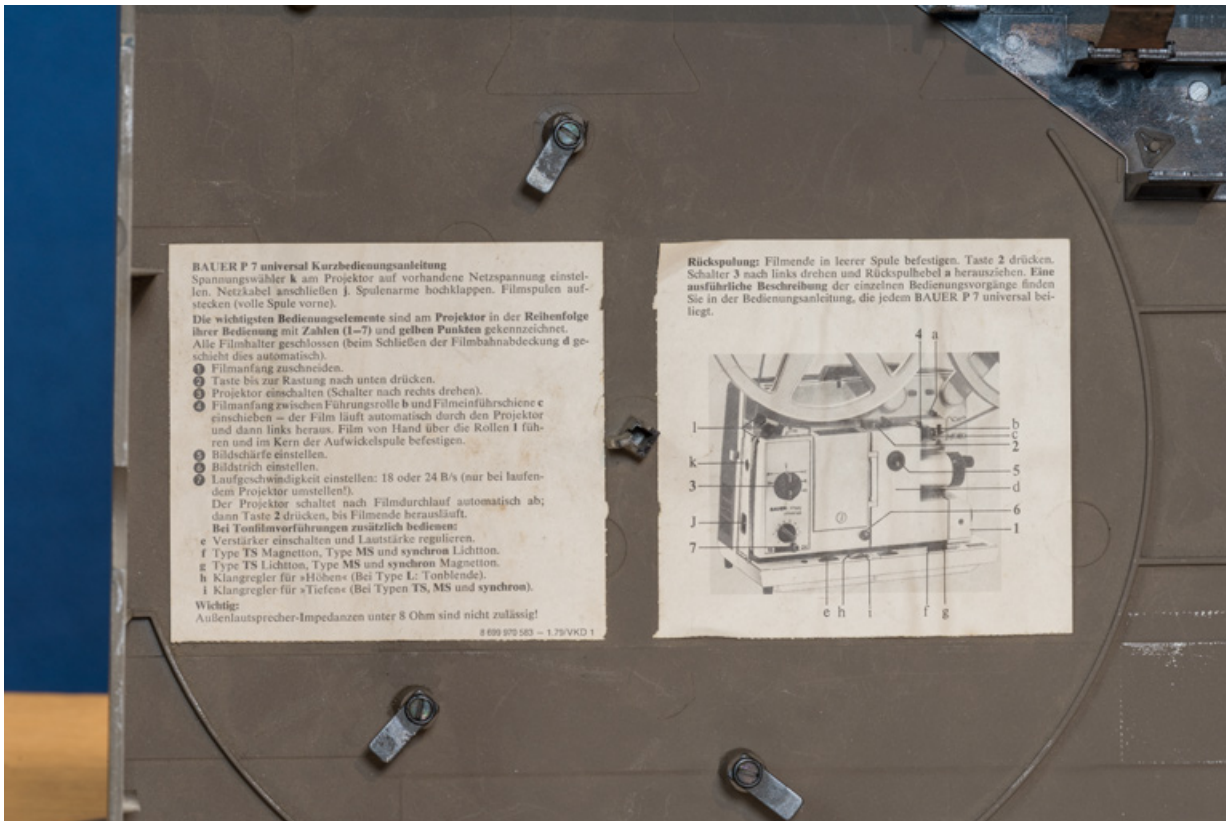 BAUER P 7 universal Kurzbedienungsanleitung
Spannungswähler k am Projektor auf vorhandene Netzspannung einstel-
len. Netzkabel anschließen j. Spulenarme hochklappen. Filmspulen auf-
stecken (volle Spule vorne).
Die wichtigsten Bedienungselemente sind am Projektor in der Reihenfolge
ihrer Bedienung mit Zahlen (1–7) und gelben Punkten gekennzeichnet.
Alle Filmhalter geschlossen (beim Schließen der Filmbahnabdeckung d ge-
schieht dies automatisch).
1 Filmanfang zuschneiden.
2 Taste bis zur Rastung nach unten drücken.
3 Projektor einschalten (Schalter nach rechts drehen).
4 Filmanfang zwischen Führungsrolle b und Filmeinführschiene c
einschieben – der Film läuft automatisch durch den Projektor
und dann links heraus. Film von Hand über die Rollen l füh-
ren und im Kern der Aufwickelspule befestigen.
5 Bildschärfe einstellen.
6 Bildstrich einstellen.
7 Laufgeschwindigkeit einstellen: 18 oder 24 B/s (nur bei laufen-
dem Projektor umstellen!).
Der Projektor schaltet nach Filmdurchlauf automatisch ab;
dann Taste 2 drücken, bis Filmende herausläuft.
Bei Tonfilmvorführungen zusätzlich bedienen:
e Verstärker einschalten und Lautstärke regulieren.
f Type TS Magnetton, Type MS und synchron Lichtton.
g Type TS Lichtton, Type MS und synchron Magnetton.
h Klangregler für »Höhen« (Bei Type L: Tonblende).
i Klangregler für »Tiefen« (Bei Typen TS, MS und synchron).
Wichtig:
Außenlautsprecher-Impedanzen unter 8 Ohm sind nicht zulässig!
8 699 970 583 – 1.79/VKD 1
Rückspulung: Filmende in leerer Spule befestigen. Taste 2 drücken.
Schalter 3 nach links drehen und Rückspulhebel a herausziehen. Eine
ausführliche Beschreibung der einzelnen Bedienungsvorgänge finden
Sie in der Bedienungsanleitung, die jedem BAUER P 7 universal bei-
liegt.
4 a
l
b
c
2
k
5
3
d
6
J
1
7
BAUER
e h i f g